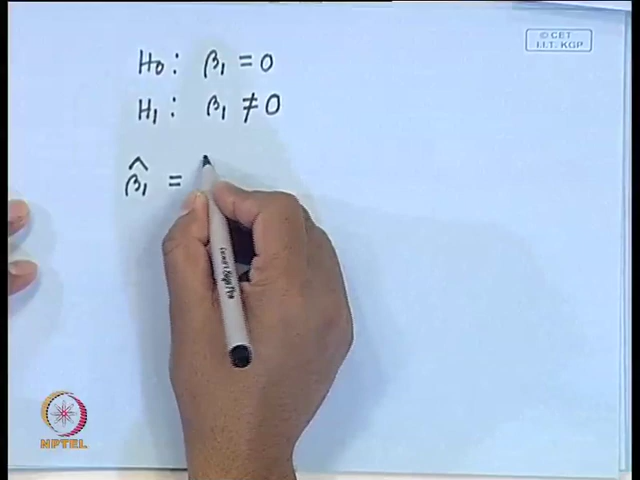 © CET
I.I.T. KGP
H₀ : β₁ = 0
H₁ : β₁ ≠ 0
β̂₁ =
NPTEL